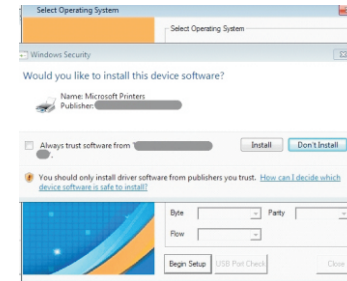 Select Operating System
Select Operating System
Windows Security
Would you like to install this device software?
Name: Microsoft Printers
Publisher:
Always trust software from
Install
Don't Install
You should only install driver software from publishers you trust. How can I decide which
device software is safe to install?
Byte
Party
Flow
Begin Setup
USB Port Check
Close